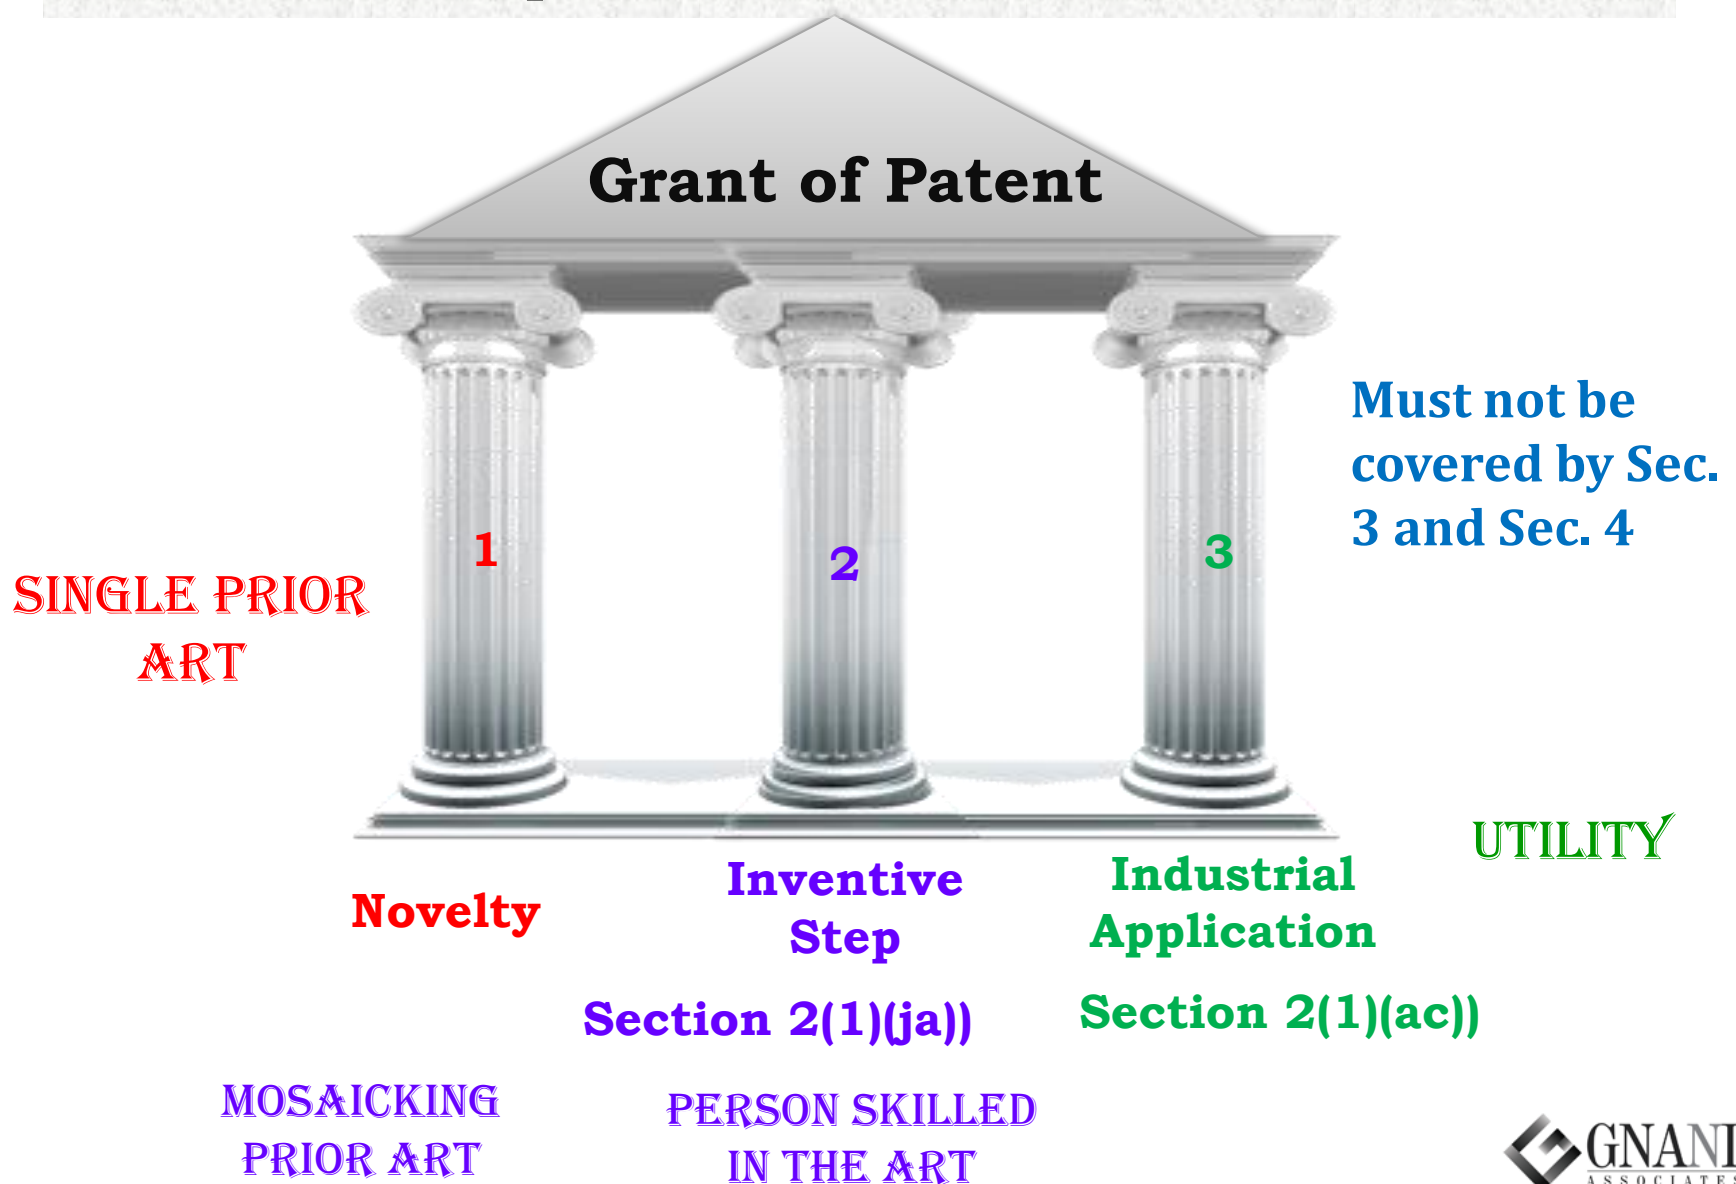 Grant of Patent
Must not be
covered by Sec.
3 and Sec. 4
1
2
3
SINGLE PRIOR
ART
UTILITY
Novelty
Inventive
Step
Industrial
Application
Section 2(1)(ja))
Section 2(1)(ac))
MOSAICKING
PRIOR ART
PERSON SKILLED
IN THE ART
GNANI
ASSOCIATES